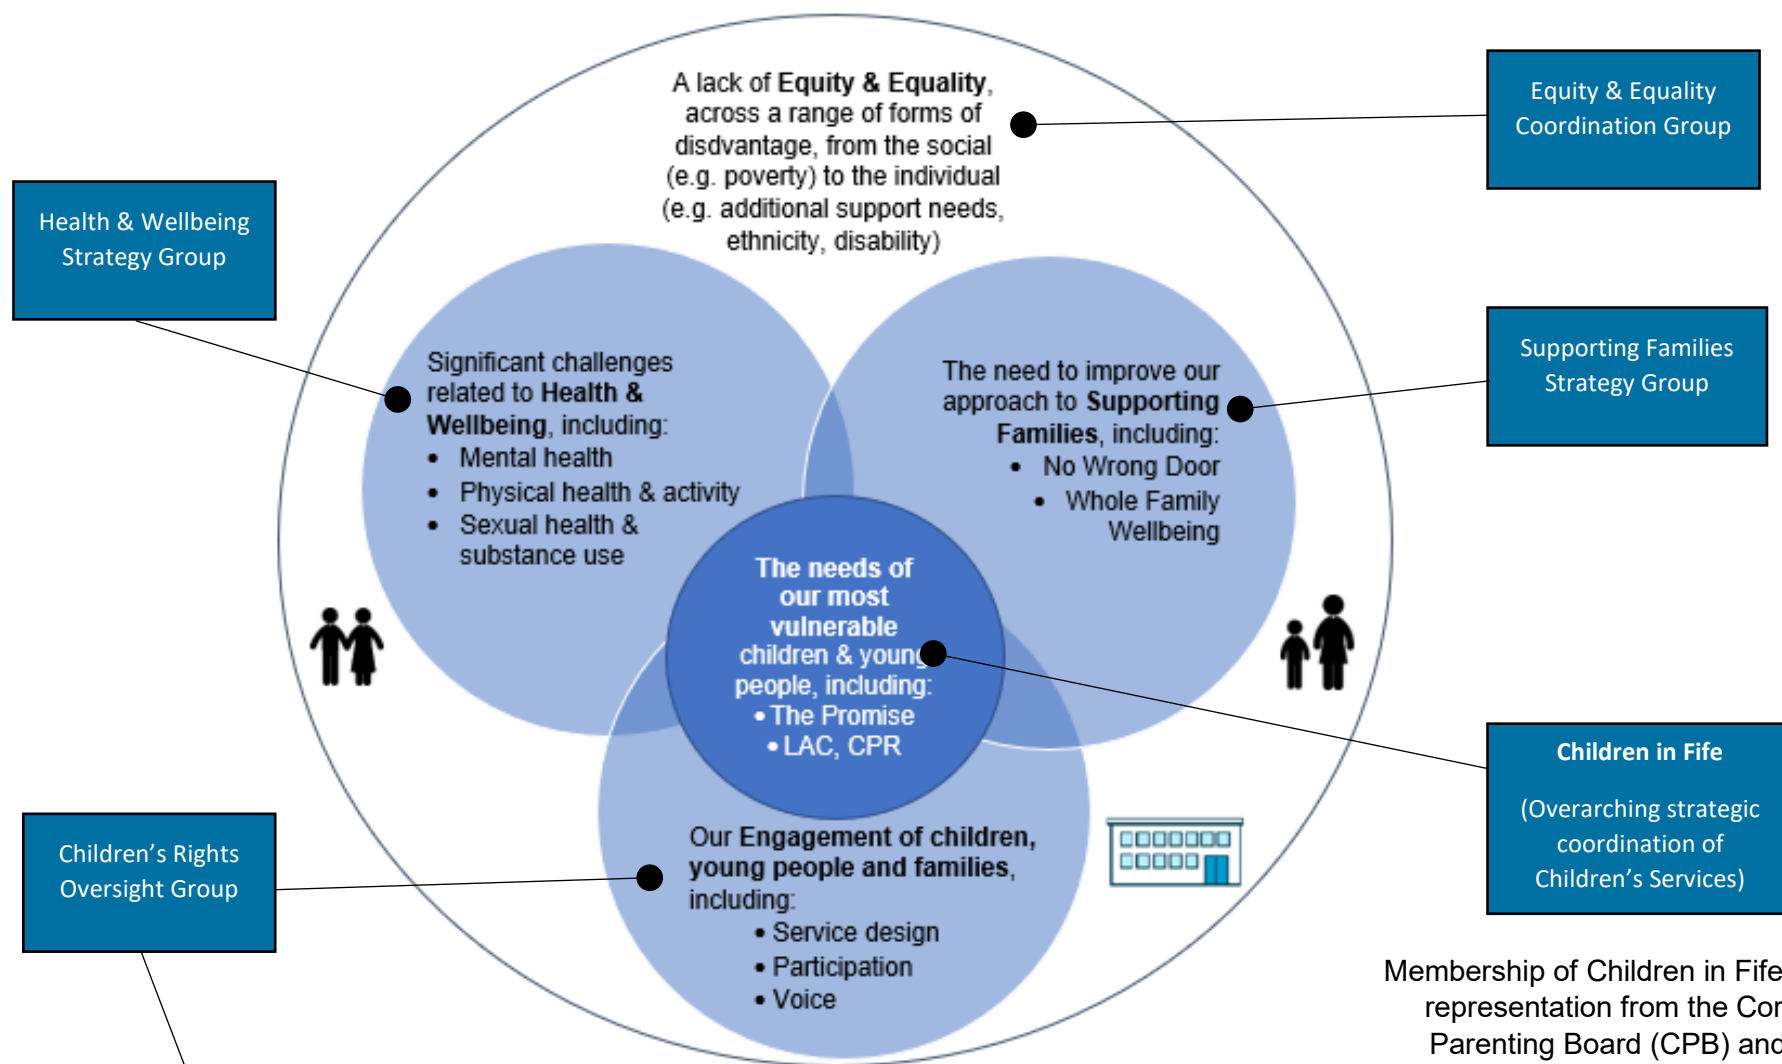 A lack of Equity & Equality,
across a range of forms of
disdvantage, from the social
(e.g. poverty) to the individual
(e.g. additional support needs,
ethnicity, disability)
Equity & Equality
Coordination Group
Health & Wellbeing
Strategy Group
Supporting Families
Strategy Group
Significant challenges
related to Health &
Wellbeing, including:
• Mental health
• Physical health & activity
• Sexual health &
substance use
The need to improve our
approach to Supporting
Families, including:
• No Wrong Door
• Whole Family
Wellbeing
The needs of
our most
vulnerable
children & young
people, including:
• The Promise
• LAC, CPR
Children in Fife
(Overarching strategic
coordination of
Children's Services)
Children's Rights
Oversight Group
Our Engagement of children,
young people and families,
including:
• Service design
• Participation
• Voice
Membership of Children in Fife
representation from the Cor
Parenting Board (CPB) and